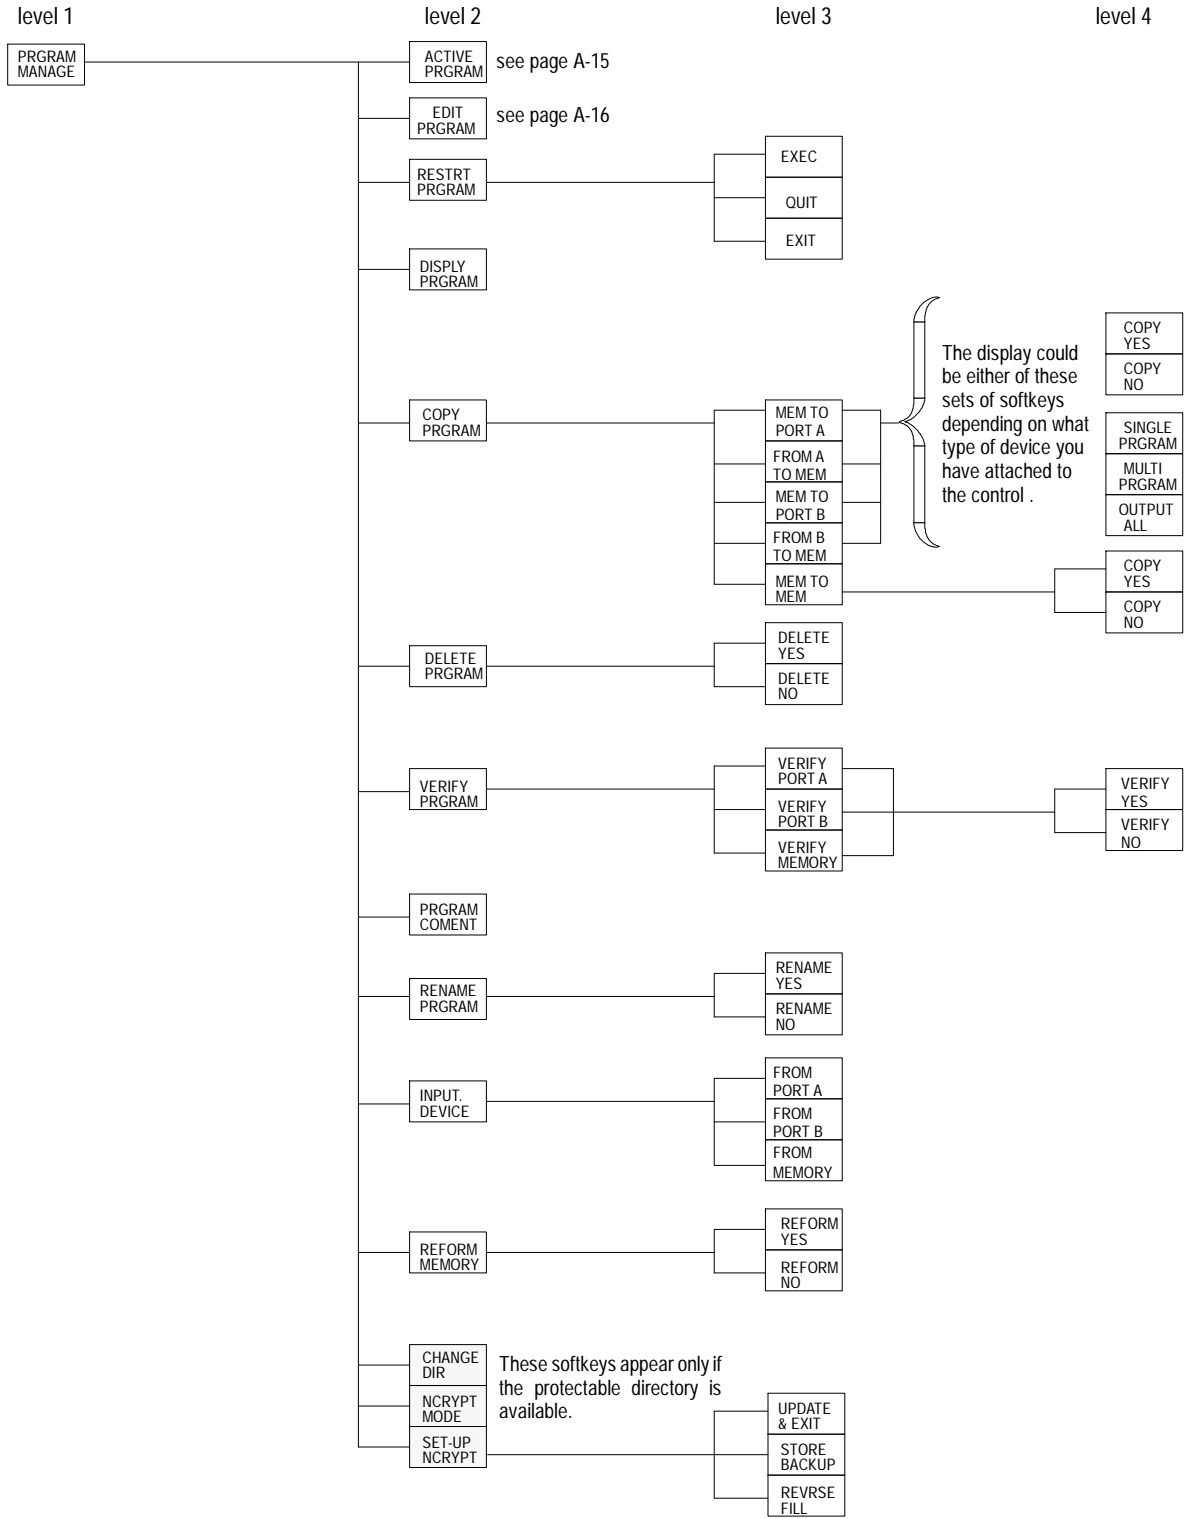 level 1
level 2
level 3
level 4
PRGRAM
MANAGE
ACTIVE
PRGRAM
see page A-15
EDIT
PRGRAM
see page A-16
RESTRT
PRGRAM
EXEC
QUIT
EXIT
DISPLY
PRGRAM
COPY
PRGRAM
MEM TO
PORT A
FROM A
TO MEM
MEM TO
PORT B
FROM B
TO MEM
MEM TO
MEM
The display could
be either of these
sets of softkeys
depending on what
type of device you
have attached to
the control .
COPY
YES
COPY
NO
SINGLE
PRGRAM
MULTI
PRGRAM
OUTPUT
ALL
COPY
YES
COPY
NO
DELETE
PRGRAM
DELETE
YES
DELETE
NO
VERIFY
PRGRAM
VERIFY
PORT A
VERIFY
PORT B
VERIFY
MEMORY
VERIFY
YES
VERIFY
NO
PRGRAM
COMENT
RENAME
PRGRAM
RENAME
YES
RENAME
NO
INPUT.
DEVICE
FROM
PORT A
FROM
PORT B
FROM
MEMORY
REFORM
MEMORY
REFORM
YES
REFORM
NO
CHANGE
DIR
NCRYPT
MODE
SET-UP
NCRYPT
These softkeys appear only if
the protectable directory is
available.
UPDATE
& EXIT
STORE
BACKUP
REVRSE
FILL